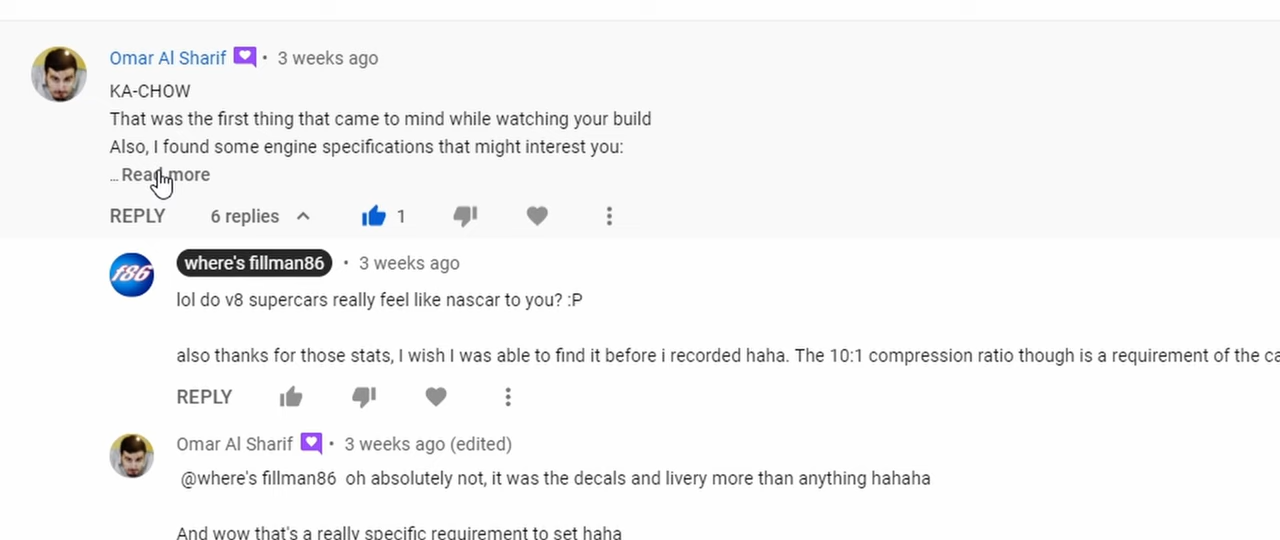 Omar Al Sharif • 3 weeks ago
KA-CHOW
That was the first thing that came to mind while watching your build
Also, I found some engine specifications that might interest you:
... Read more
REPLY 6 replies 1
f86
where's fillman86 • 3 weeks ago
lol do v8 supercars really feel like nascar to you? :P
also thanks for those stats, I wish I was able to find it before i recorded haha. The 10:1 compression ratio though is a requirement of the ca
REPLY
Omar Al Sharif • 3 weeks ago (edited)
@where's fillman86 oh absolutely not, it was the decals and livery more than anything hahaha
And wow that's a really specific requirement to set haha